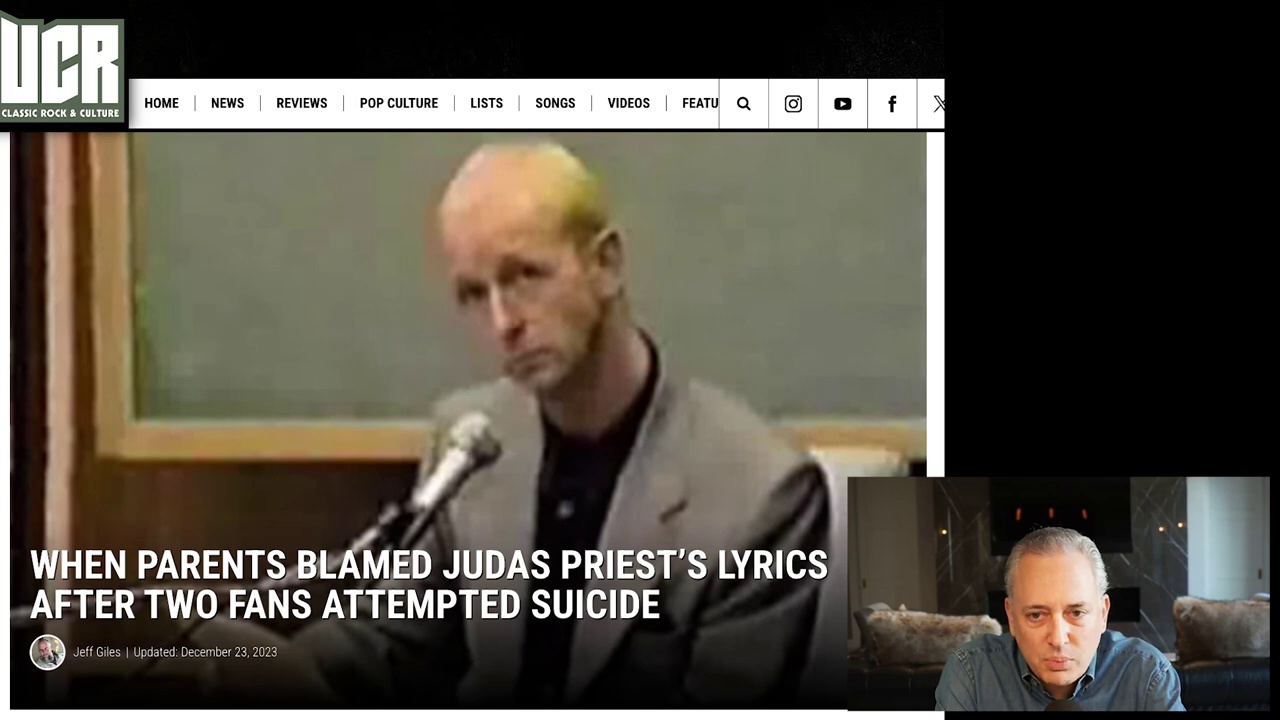 UCR
CLASSIC ROCK & CULTURE
HOME NEWS REVIEWS POP CULTURE LISTS SONGS VIDEOS FEATU
WHEN PARENTS BLAMED JUDAS PRIEST'S LYRICS
AFTER TWO FANS ATTEMPTED SUICIDE
Jeff Giles | Updated: December 23, 2023